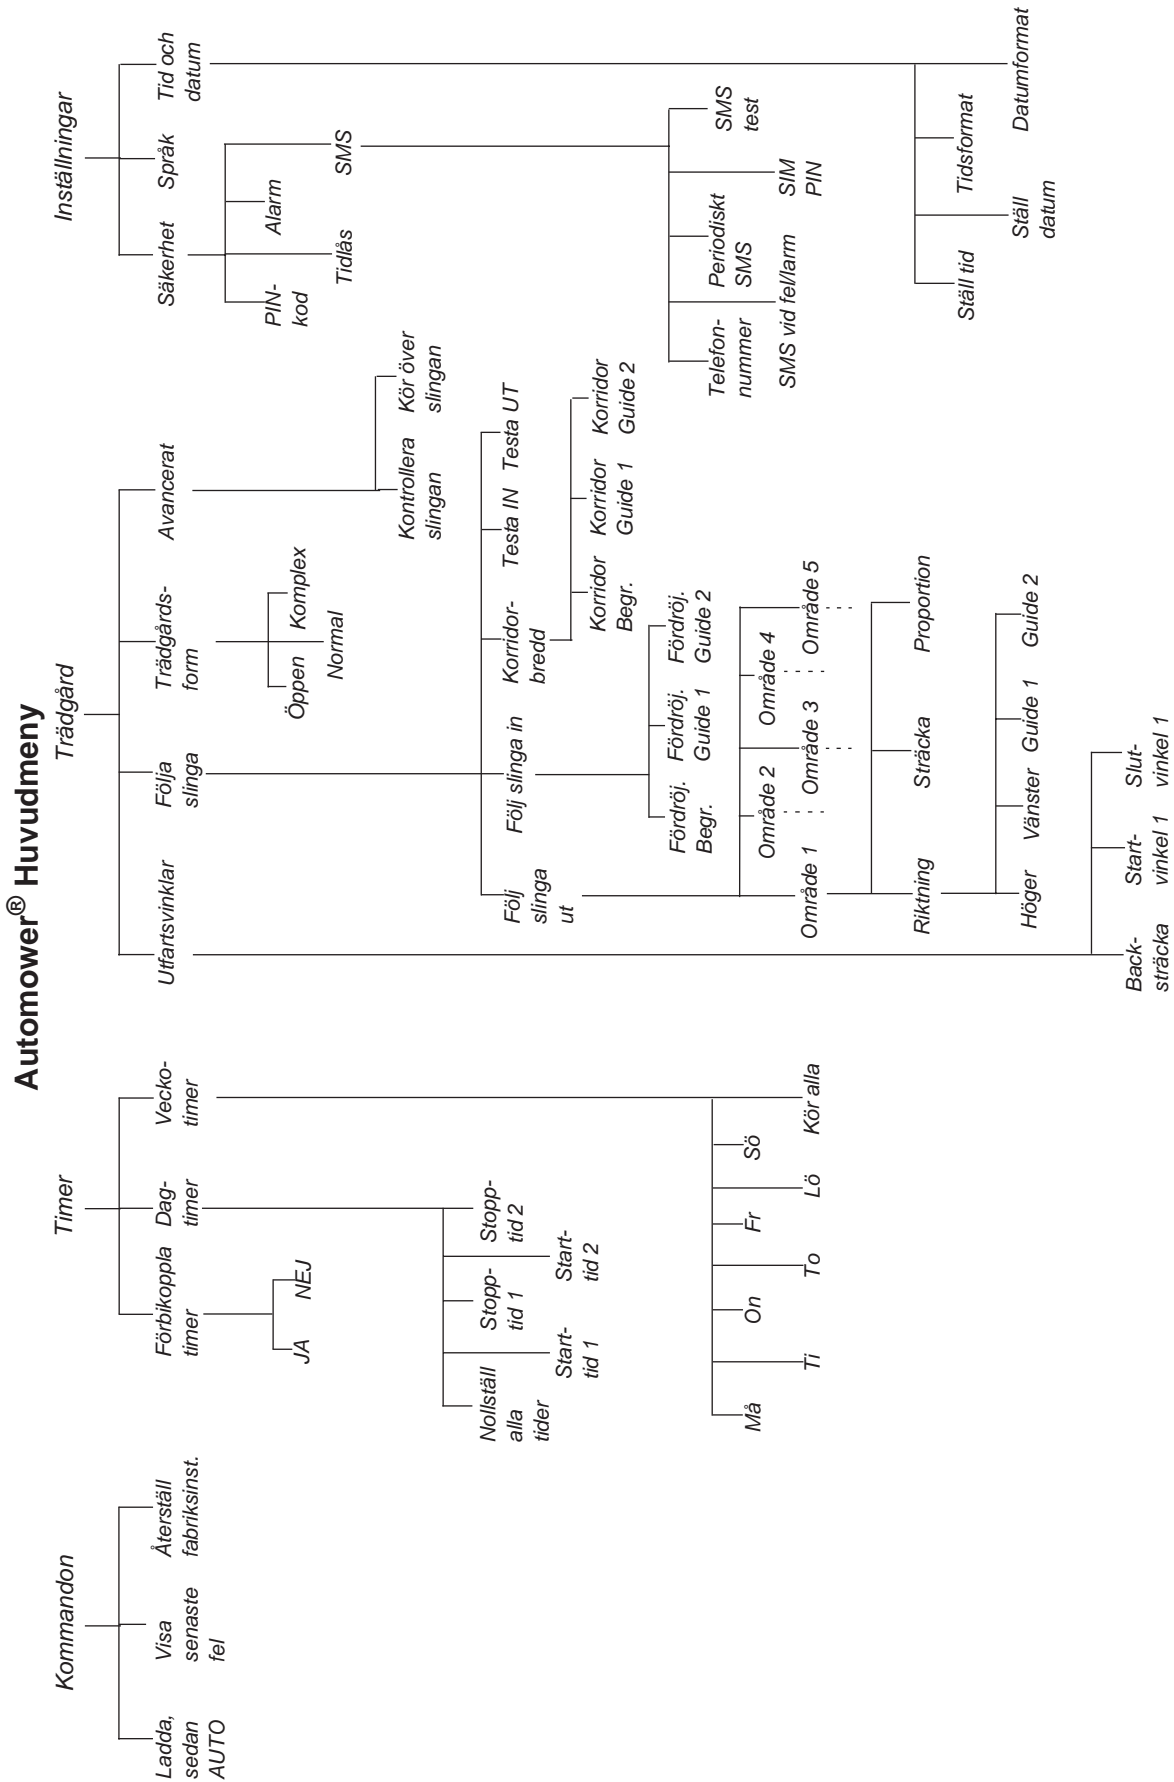 Automower® Huvudmeny
Kommandon
Ladda,
sedan
AUTO
Visa
senaste
fel
Återställ
fabriksinst.
Timer
Förbikoppla
timer
JA
NEJ
Dag-
timer
Nollställ
alla
tider
Start-
tid 1
Stopp-
tid 1
Start-
tid 2
Stopp-
tid 2
Vecko-
timer
Må
Ti
On
To
Fr
Lö
Sö
Kör alla
Trädgård
Utfartsvinklar
Back-
sträcka
Start-
vinkel 1
Slut-
vinkel 1
Följa
slinga
Följ
slinga
ut
Område 1
Område 2
Område 3
Område 4
Område 5
Riktning
Sträcka
Proportion
Höger
Vänster
Guide 1
Guide 2
Följ slinga in
Fördröj.
Begr.
Fördröj.
Guide 1
Fördröj.
Guide 2
Korridor-
bredd
Korridor
Begr.
Korridor
Guide 1
Korridor
Guide 2
Testa IN
Testa UT
Trädgårds-
form
Öppen
Normal
Komplex
Avancerat
Kontrollera
slingan
Kör över
slingan
Inställningar
Säkerhet
PIN-
kod
Tidlås
Alarm
SMS
Telefon-
nummer
SMS vid fel/larm
Periodiskt
SMS
SIM
PIN
SMS
test
Språk
Tid och
datum
Ställ tid
Ställ
datum
Tidsformat
Datumformat